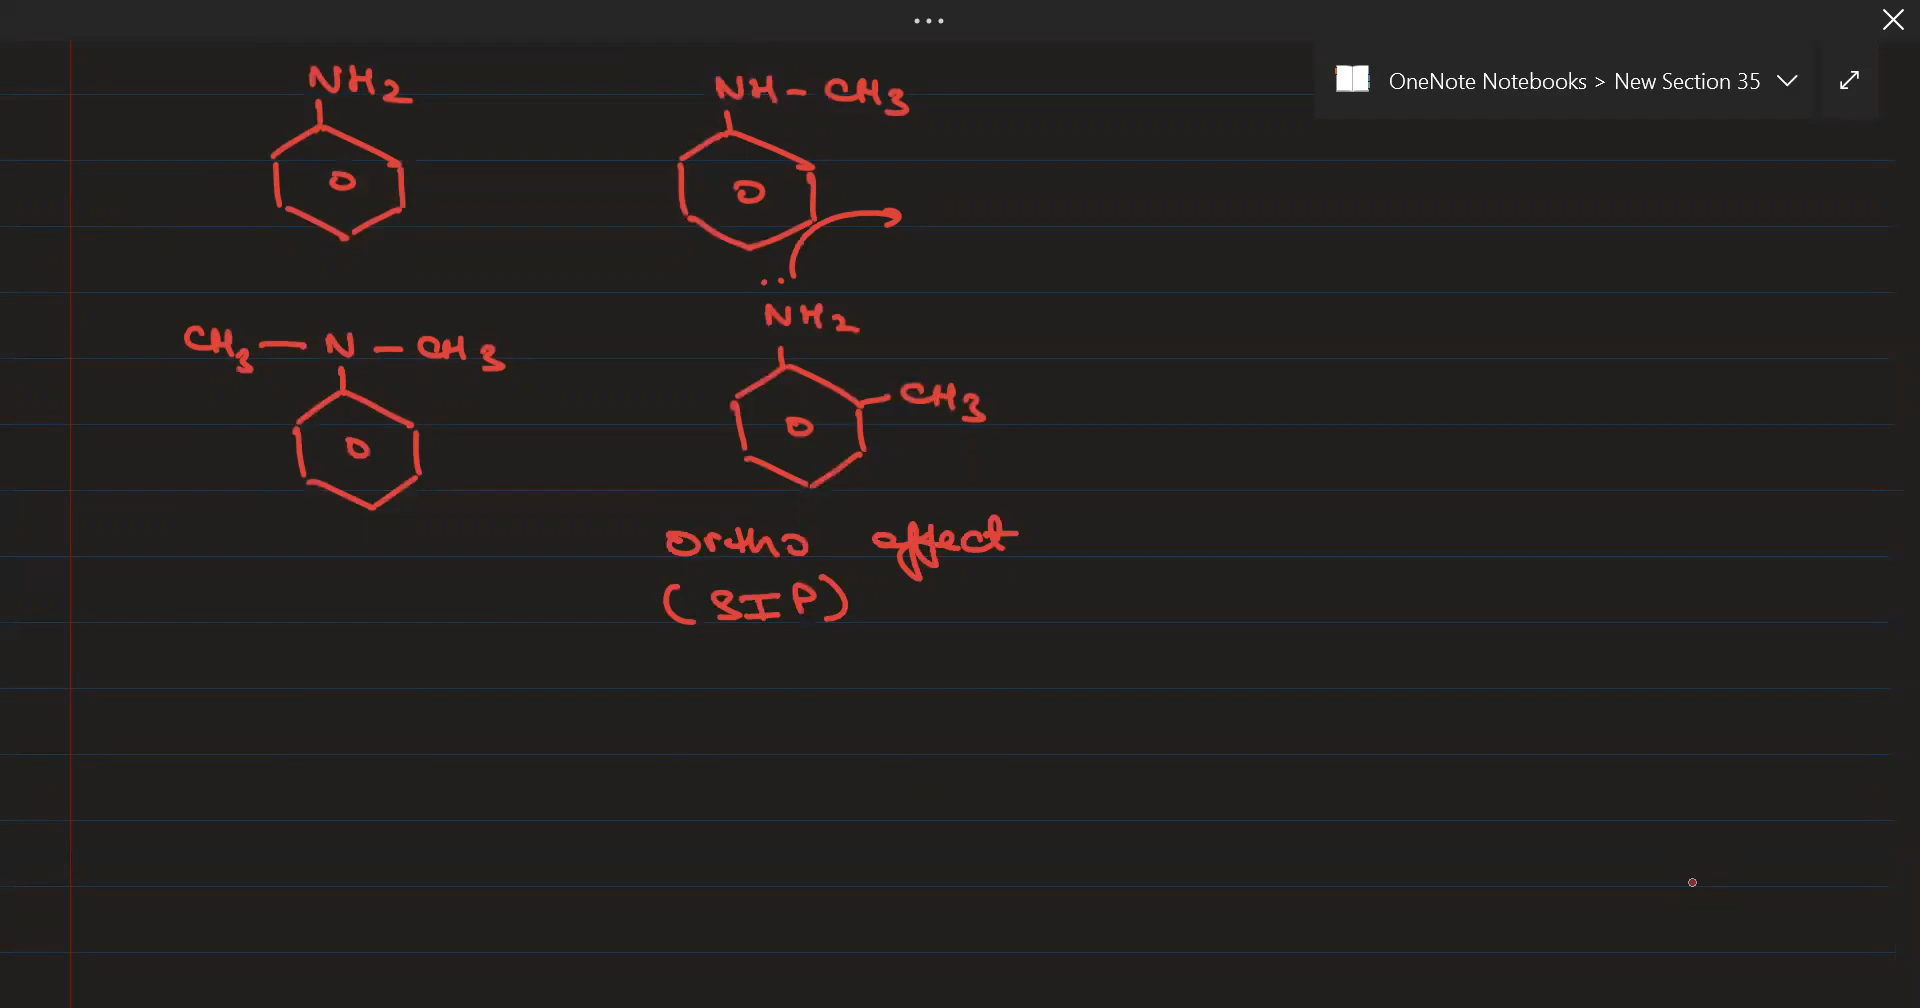 OneNote Notebooks > New Section 35
NH2
NH - CH3
O
O
NH2
CH3 - N - CH3
CH3
O
O
Ortho effect
(SIP)